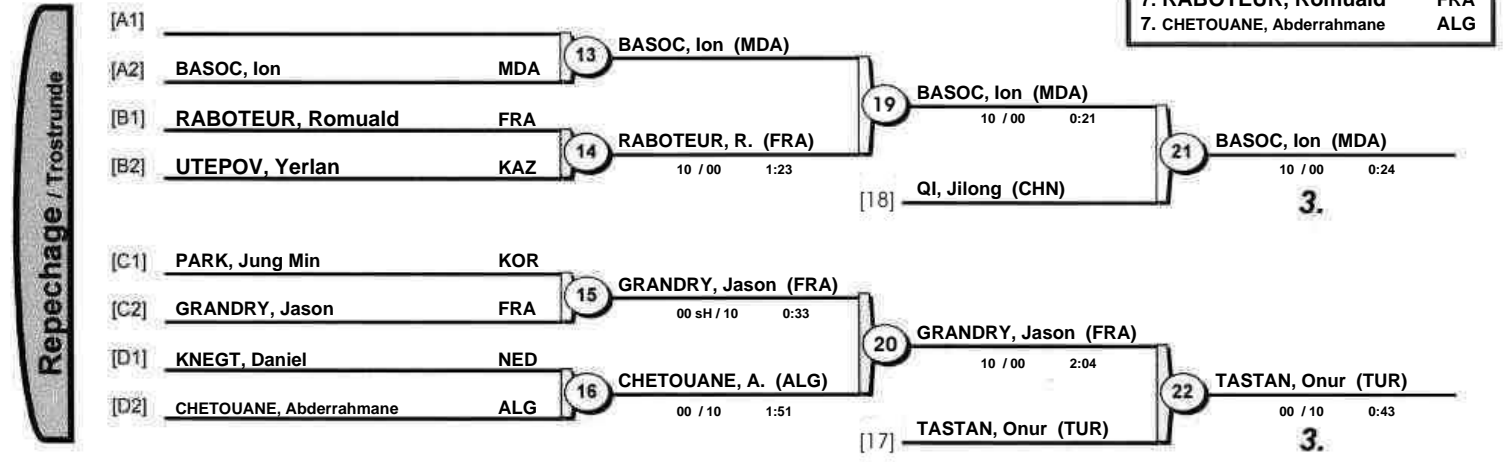 7. RABOTEUR, Romuald FRA
7. CHETOUANE, Abderrahmane ALG
Repechage / Trostrunde
[A1]
13 BASOC, Ion (MDA)
[A2] BASOC, Ion MDA
19 BASOC, Ion (MDA)
10 / 00 0:21
[B1] RABOTEUR, Romuald FRA
14 RABOTEUR, R. (FRA)
10 / 00 1:23
21 BASOC, Ion (MDA)
10 / 00 0:24
3.
[B2] UTEPOV, Yerlan KAZ
[18] QI, Jilong (CHN)
[C1] PARK, Jung Min KOR
15 GRANDRY, Jason (FRA)
00 sH / 10 0:33
[C2] GRANDRY, Jason FRA
20 GRANDRY, Jason (FRA)
10 / 00 2:04
[D1] KNEGT, Daniel NED
16 CHETOUANE, A. (ALG)
00 / 10 1:51
22 TASTAN, Onur (TUR)
00 / 10 0:43
3.
[D2] CHETOUANE, Abderrahmane ALG
[17] TASTAN, Onur (TUR)